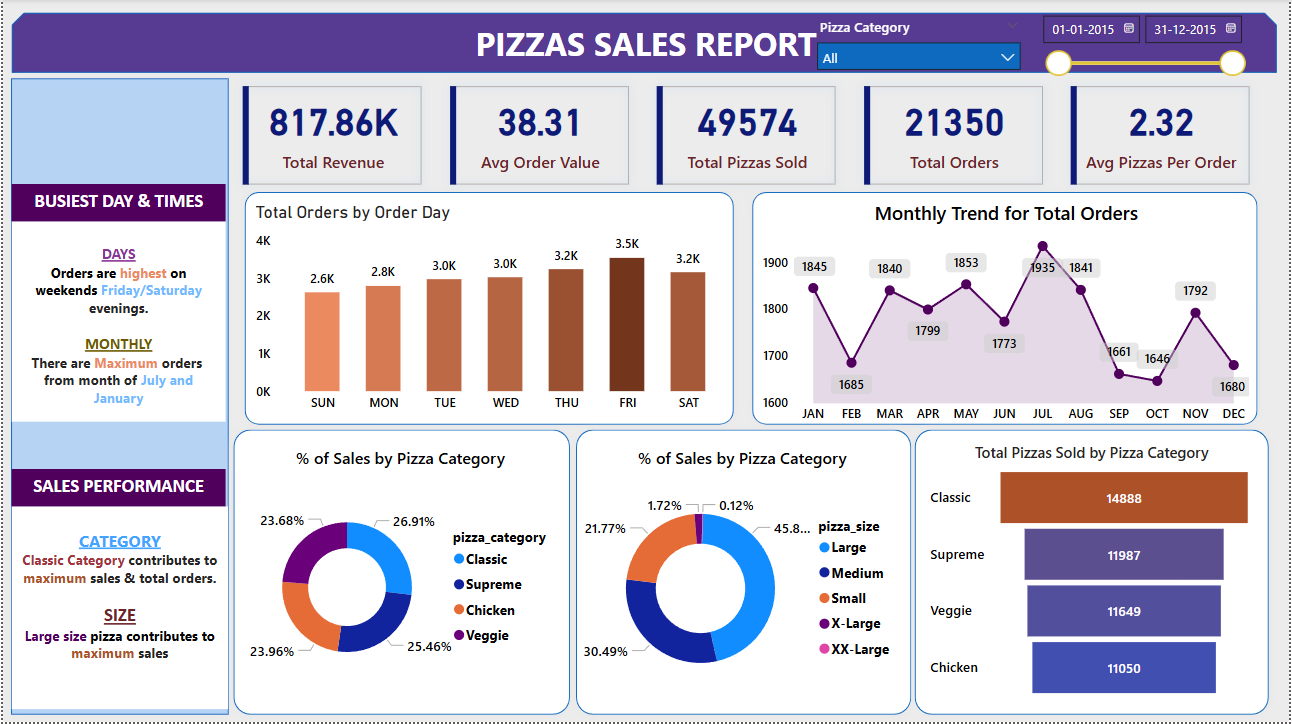 PIZZAS SALES REPORT
Pizza Category
All
01-01-2015
31-12-2015
817.86K
Total Revenue
38.31
Avg Order Value
49574
Total Pizzas Sold
21350
Total Orders
2.32
Avg Pizzas Per Order
BUSIEST DAY & TIMES
DAYS
Orders are highest on
weekends Friday/Saturday
evenings.
MONTHLY
There are Maximum orders
from month of July and
January
SALES PERFORMANCE
CATEGORY
Classic Category contributes to
maximum sales & total orders.
SIZE
Large size pizza contributes to
maximum sales
Total Orders by Order Day
4K
3K
2K
1K
0K
2.6K
2.8K
3.0K
3.0K
3.2K
3.5K
3.2K
SUN
MON
TUE
WED
THU
FRI
SAT
Monthly Trend for Total Orders
1900
1800
1700
1600
1845
1685
1840
1799
1853
1773
1935
1841
1661
1646
1792
1680
JAN
FEB
MAR
APR
MAY
JUN
JUL
AUG
SEP
OCT
NOV
DEC
% of Sales by Pizza Category
23.68%
26.91%
23.96%
25.46%
pizza_category
Classic
Supreme
Chicken
Veggie
% of Sales by Pizza Category
1.72%
0.12%
21.77%
45.8...
30.49%
pizza_size
Large
Medium
Small
X-Large
XX-Large
Total Pizzas Sold by Pizza Category
Classic
14888
Supreme
11987
Veggie
11649
Chicken
11050